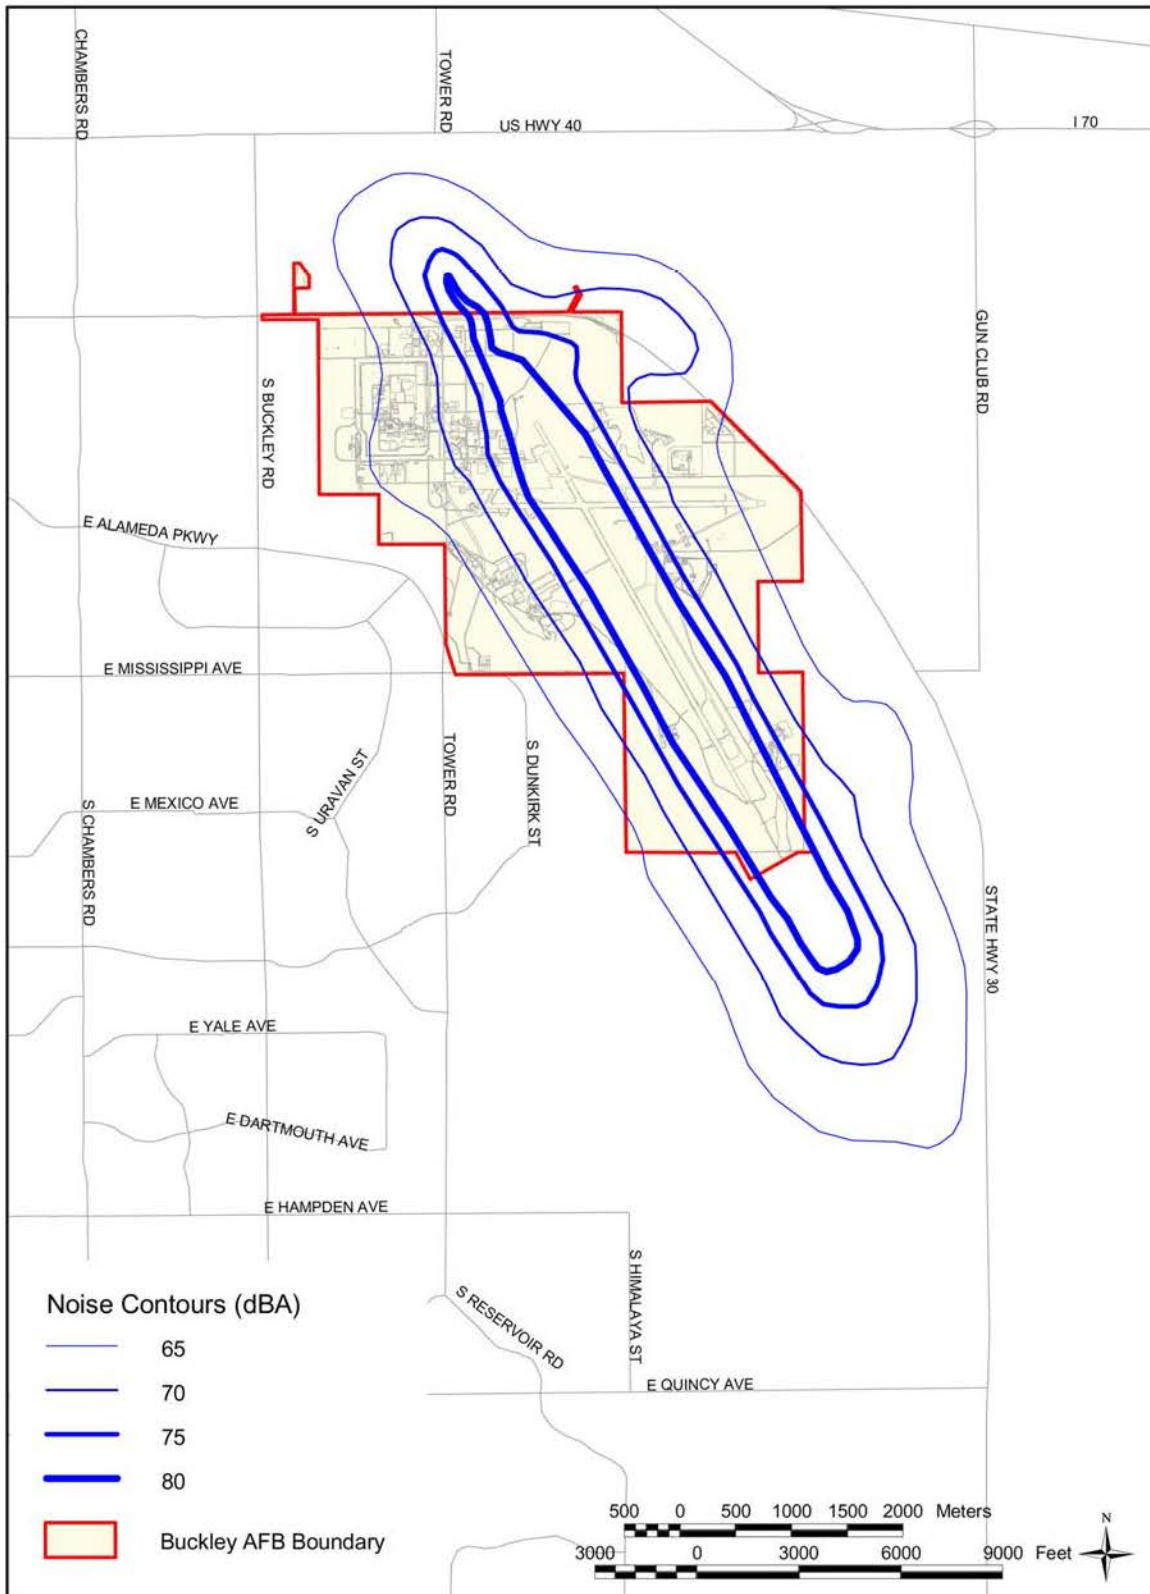 CHAMBERS RD
TOWER RD
US HWY 40
I 70
S BUCKLEY RD
GUN CLUB RD
E ALAMEDA PKWY
E MISSISSIPPI AVE
TOWER RD
S DUNKIRK ST
S URAVAN ST
E MEXICO AVE
S CHAMBERS RD
STATE HWY 30
E YALE AVE
E DARTMOUTH AVE
E HAMPDEN AVE
S HIMALAYA ST
S RESERVOIR RD
E QUINCY AVE
Noise Contours (dBA)
65
70
75
80
Buckley AFB Boundary
500 0 500 1000 1500 2000 Meters
3000 0 3000 6000 9000 Feet
N